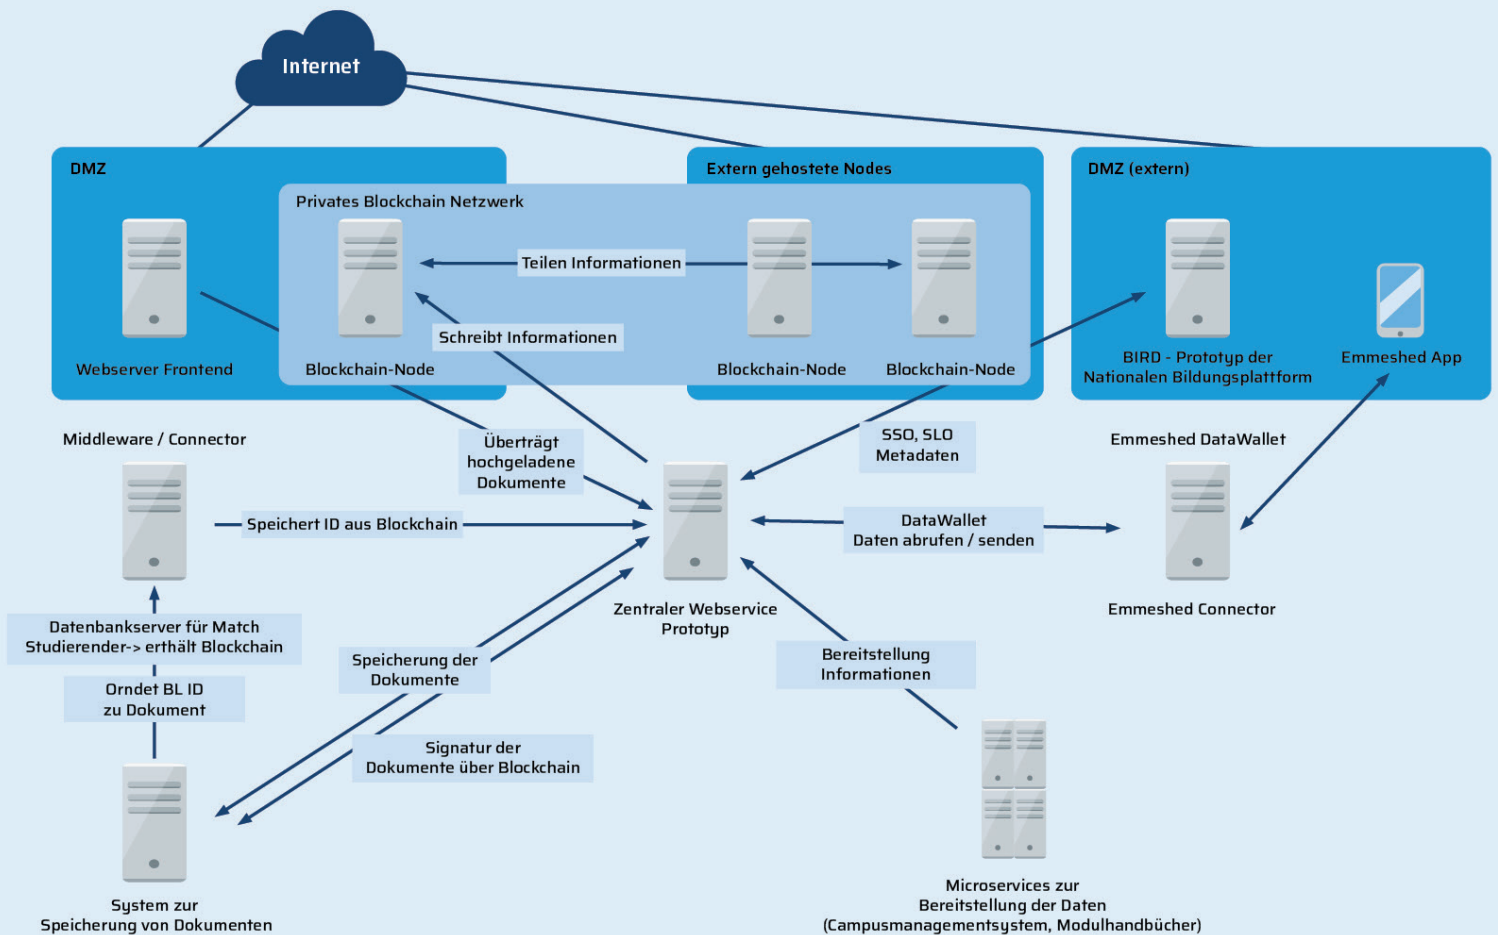 Internet
DMZ
Extern gehostete Nodes
DMZ (extern)
Privates Blockchain Netzwerk
Teilen Informationen
Schreibt Informationen
Webserver Frontend
Blockchain-Node
Blockchain-Node
Blockchain-Node
BIRD - Prototyp der
Nationalen Bildungsplattform
Emmeshed App
Middleware / Connector
Überträgt
hochgeladene
Dokumente
SSO, SLO
Metadaten
Emmeshed DataWallet
Speichert ID aus Blockchain
DataWallet
Daten abrufen / senden
Zentraler Webservice
Prototyp
Emmeshed Connector
Datenbankserver für Match
Studierender-> erthält Blockchain
Orndet BL ID
zu Dokument
Speicherung der
Dokumente
Bereitstellung
Informationen
Signatur der
Dokumente über Blockchain
System zur
Speicherung von Dokumenten
Microservices zur
Bereitstellung der Daten
(Campusmanagementsystem, Modulhandbücher)